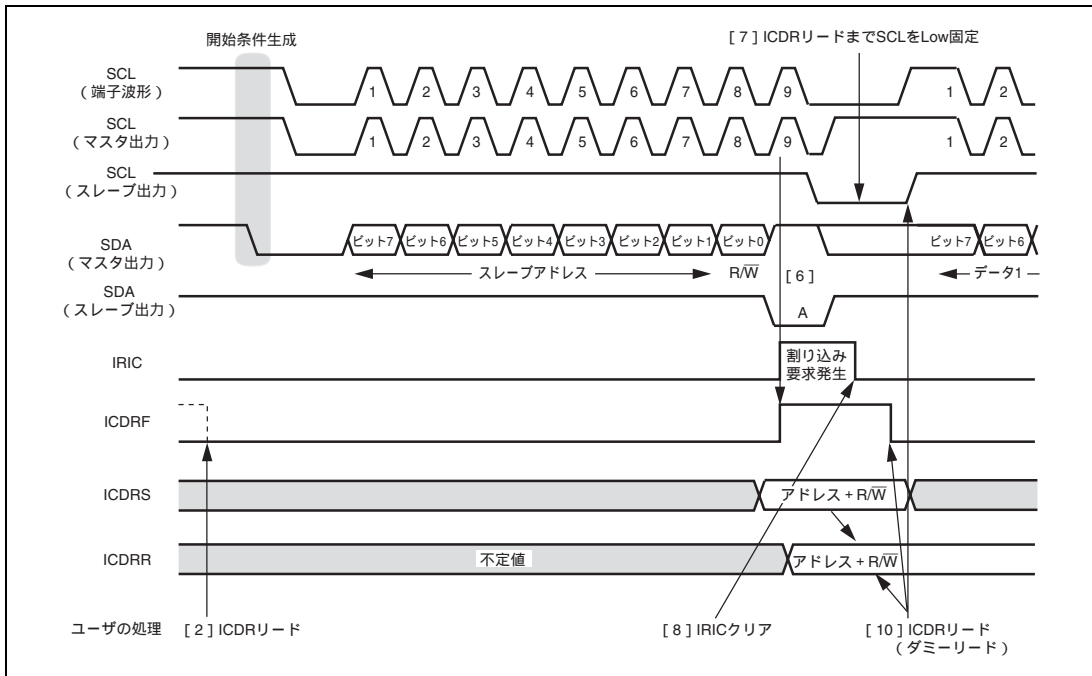 開始条件生成
[ 7 ] ICDRリードまでSCLをLow固定
SCL
( 端子波形 )
1 2 3 4 5 6 7 8 9 1 2
SCL
( マスタ出力 )
1 2 3 4 5 6 7 8 9 1 2
SCL
( スレーブ出力 )
SDA
( マスタ出力 )
ビット7 ビット6 ビット5 ビット4 ビット3 ビット2 ビット1 ビット0 ビット7 ビット6
スレーブアドレス R/W̅ [ 6 ] データ1
SDA
( スレーブ出力 )
A
IRIC
割り込み
要求発生
ICDRF
ICDRS
アドレス + R/W̅
ICDRR
不定値
アドレス + R/W̅
ユーザの処理 [ 2 ] ICDRリード [ 8 ] IRICクリア [ 10 ] ICDRリード
( ダミーリード )